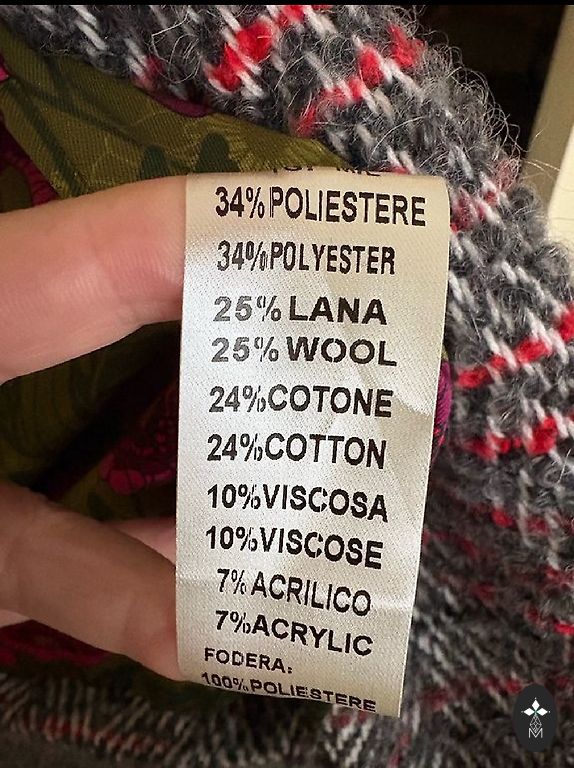 34% POLIESTERE
34% POLYESTER
25% LANA
25% WOOL
24% COTONE
24% COTTON
10% VISCOSA
10% VISCOSE
7% ACRILICO
7% ACRYLIC
FODERA:
100% POLIESTERE
M